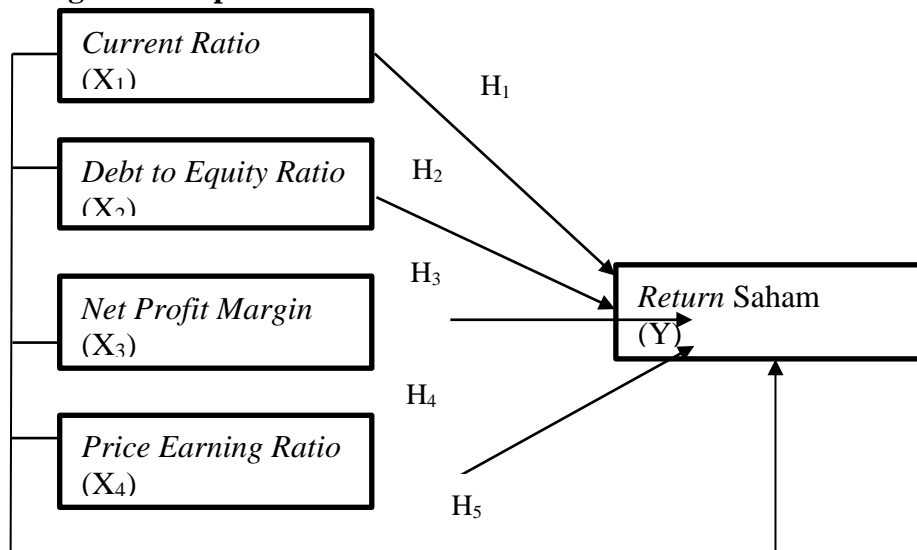 Current Ratio
(X₁)
H₁
Debt to Equity Ratio
(X₂)
H₂
H₃
Net Profit Margin
(X₃)
Return Saham
(Y)
H₄
Price Earning Ratio
(X₄)
H₅